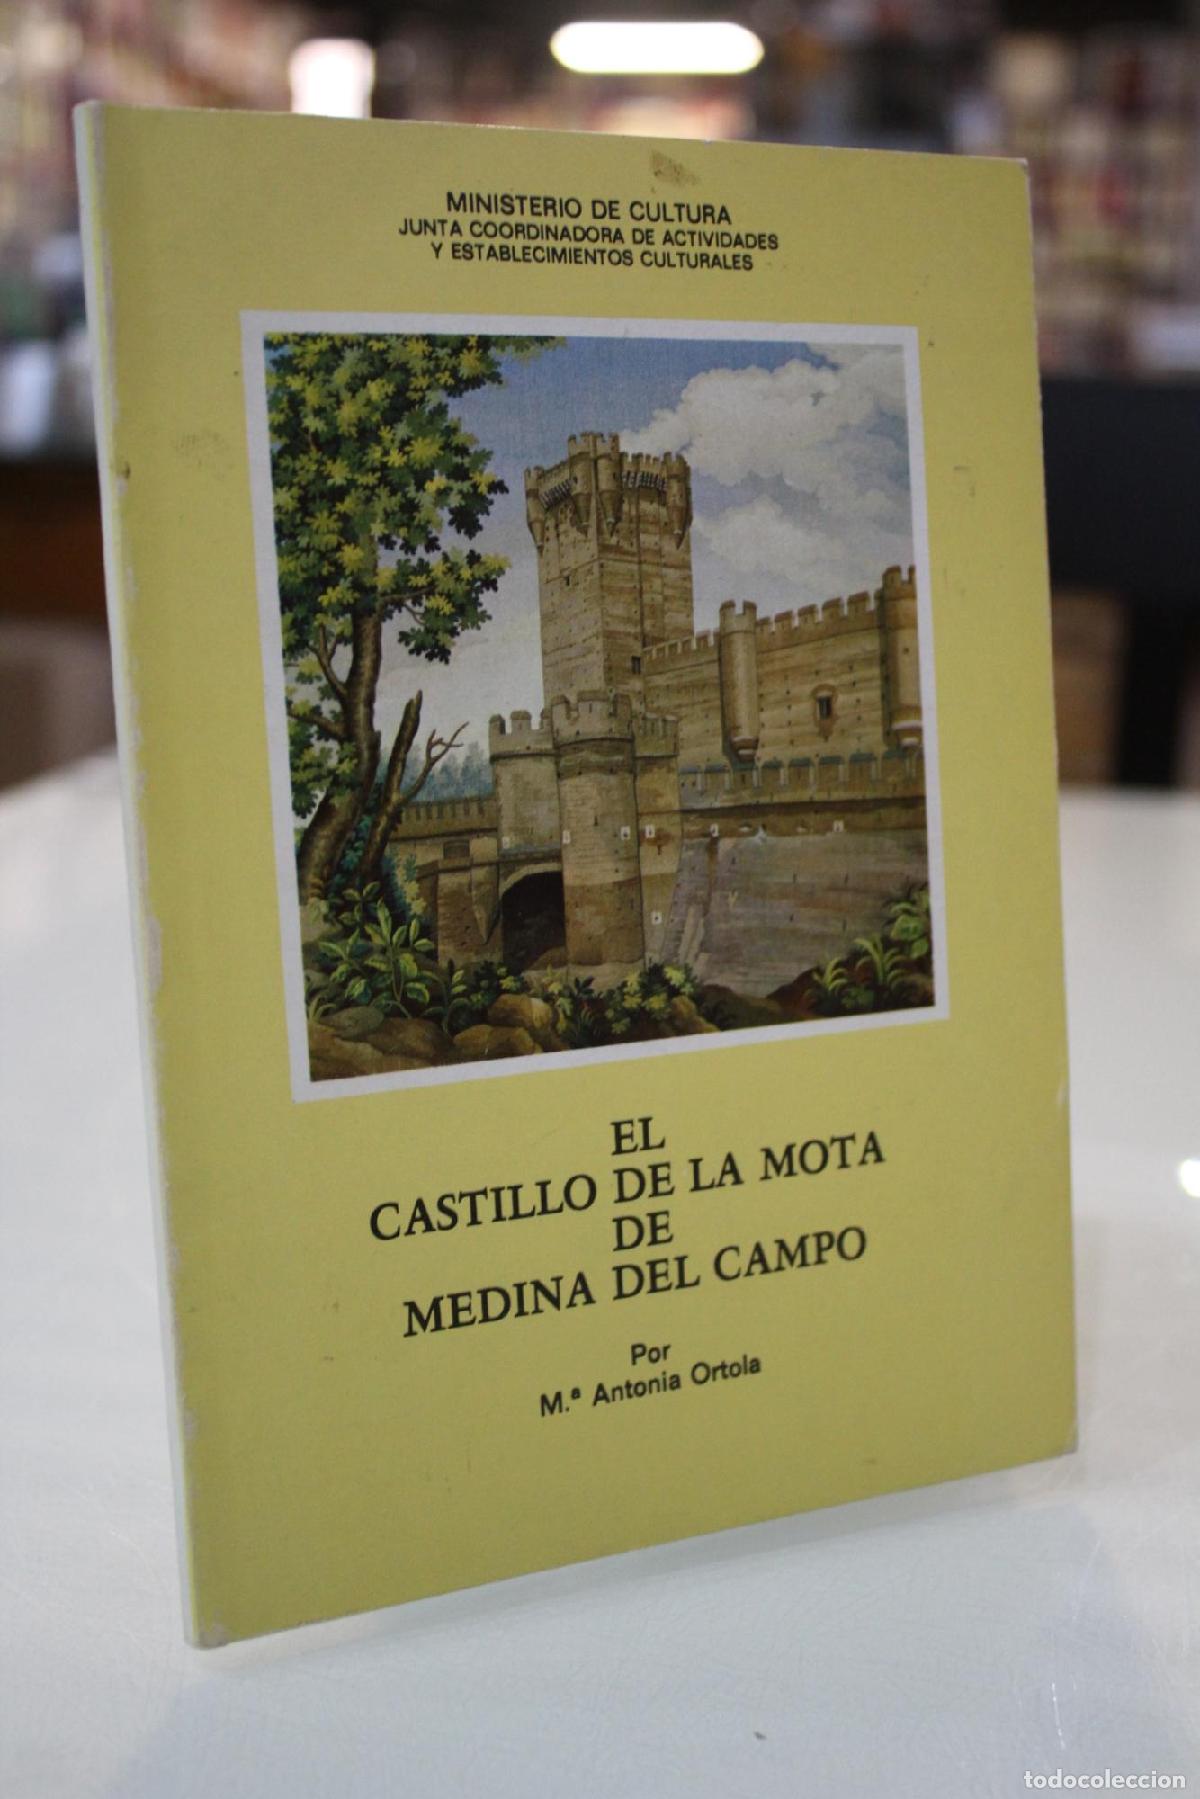 MINISTERIO DE CULTURA
JUNTA COORDINADORA DE ACTIVIDADES
Y ESTABLECIMIENTOS CULTURALES
EL
CASTILLO DE LA MOTA
DE
MEDINA DEL CAMPO
Por
M.ª Antonia Ortola
todocoleccion